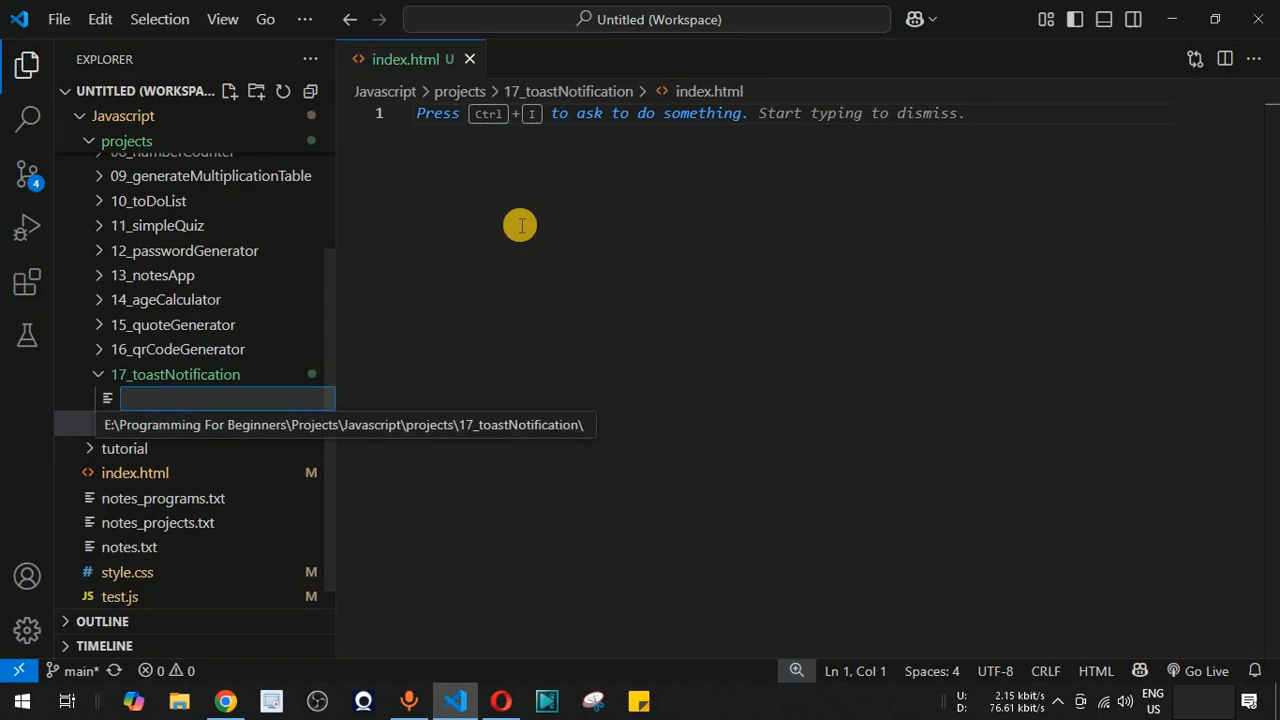 File Edit Selection View Go ··· Untitled (Workspace)
EXPLORER ···
index.html U
UNTITLED (WORKSPA...
Javascript > projects > 17_toastNotification > index.html
Javascript
1 Press Ctrl + I to ask to do something. Start typing to dismiss.
projects
08_numberCounter
09_generateMultiplicationTable
10_toDoList
11_simpleQuiz
12_passwordGenerator
13_notesApp
14_ageCalculator
15_quoteGenerator
16_qrCodeGenerator
17_toastNotification
E:\Programming For Beginners\Projects\Javascript\projects\17_toastNotification\
tutorial
index.html M
notes_programs.txt
notes_projects.txt
notes.txt
style.css M
test.js M
OUTLINE
TIMELINE
4
main* 0 0 Ln 1, Col 1 Spaces: 4 UTF-8 CRLF HTML Go Live
U: 2.15 kbit/s
D: 76.61 kbit/s
ENG
US